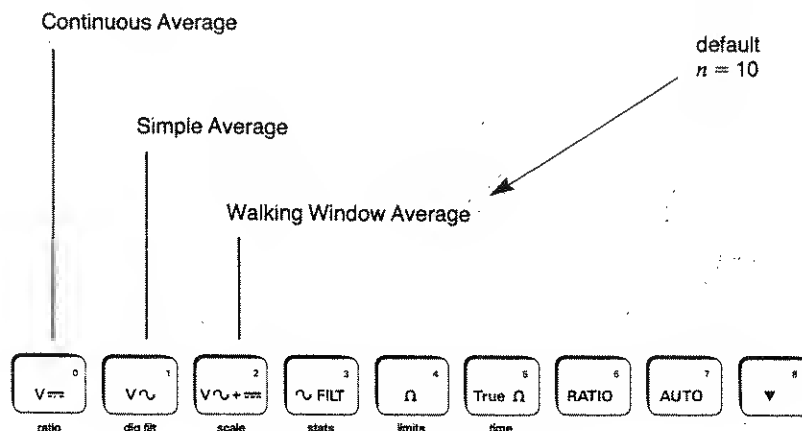 Continuous Average
default
n = 10
Simple Average
Walking Window Average
0 1 2 3 4 5 6 7 8
V⎓ V∿ V∿+⎓ ∿ FILT Ω True Ω RATIO AUTO ▼
ratio dig filt scale stats limits time